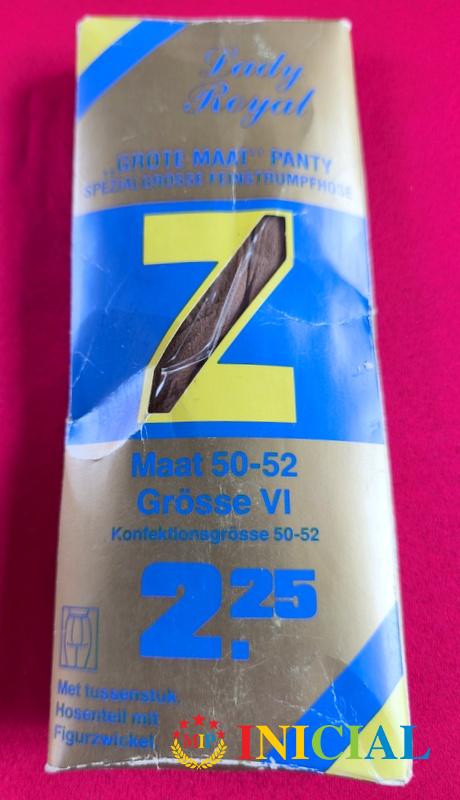 Lady
Royal
„GROTE MAAT" PANTY
SPEZIALGRÖSSE FEINSTRUMPFHOSE
Z
Maat 50-52
Grösse VI
Konfektionsgrösse 50-52
2.25
Met tussenstuk.
Hosenteil mit
Figurzwickel
MP INICIAL